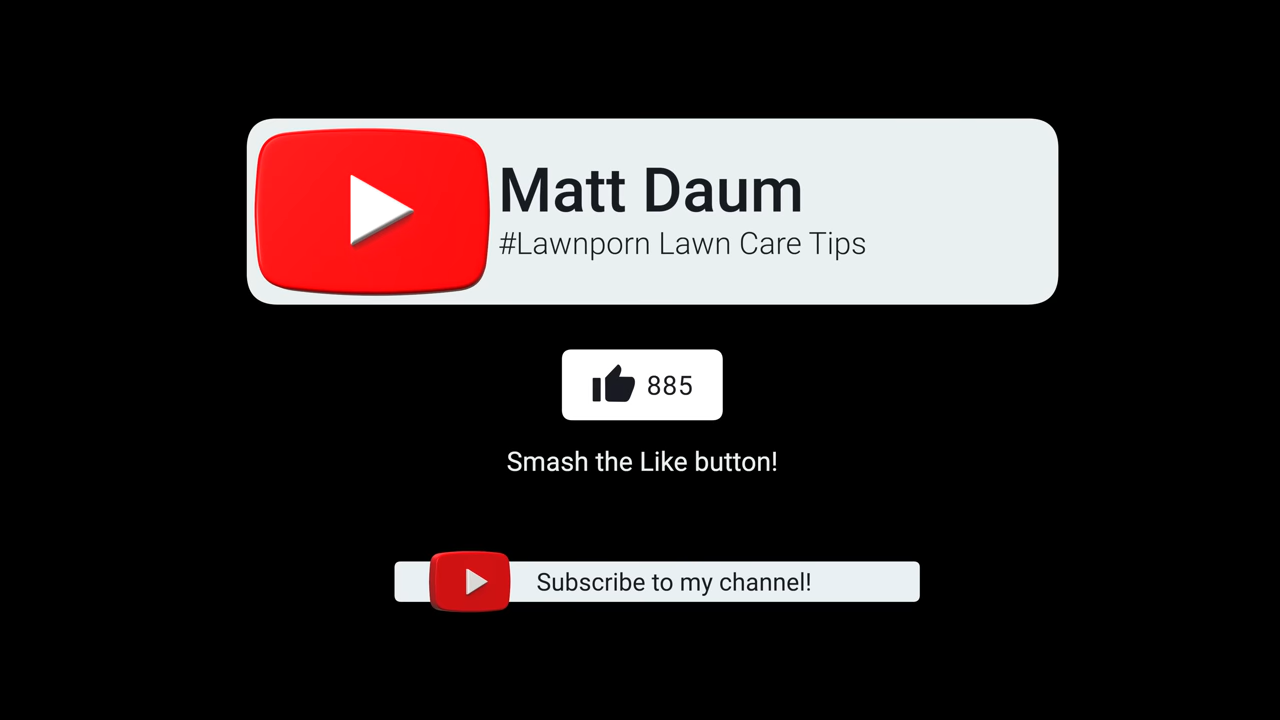 Matt Daum
#Lawnporn Lawn Care Tips
885
Smash the Like button!
Subscribe to my channel!